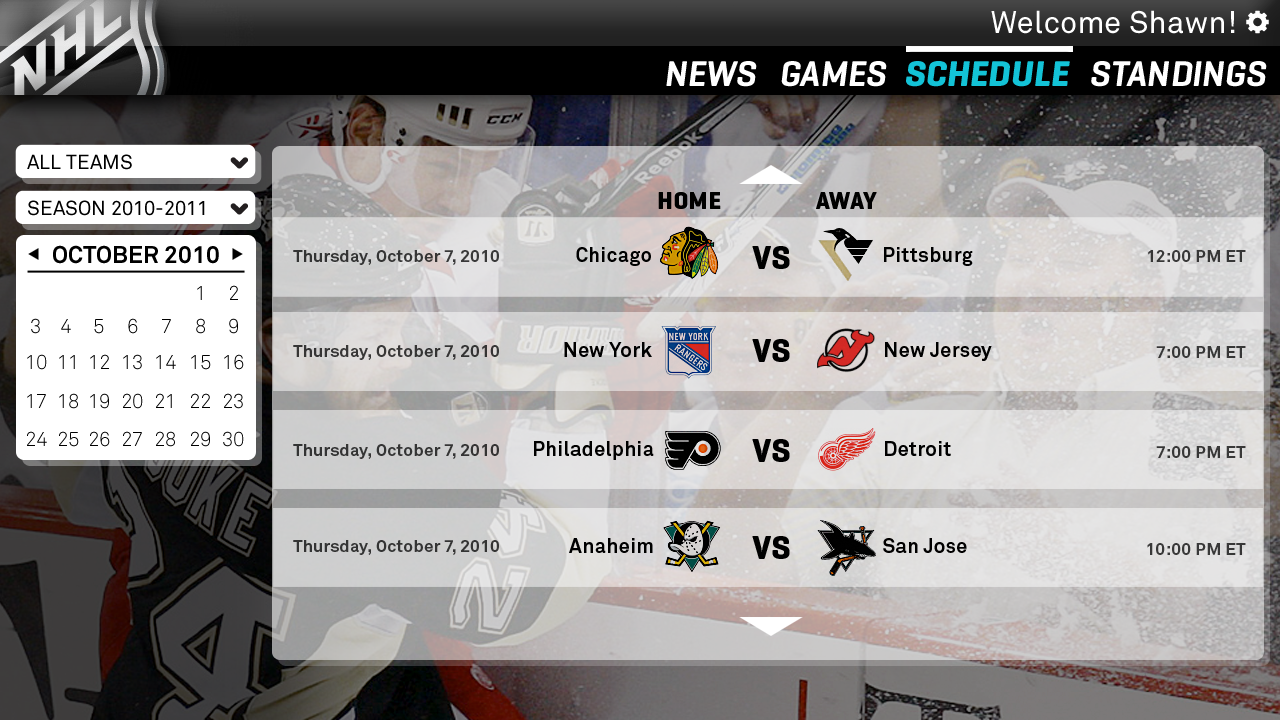 NHL
Welcome Shawn!
NEWS GAMES SCHEDULE STANDINGS
ALL TEAMS
SEASON 2010-2011
OCTOBER 2010
1 2
3 4 5 6 7 8 9
10 11 12 13 14 15 16
17 18 19 20 21 22 23
24 25 26 27 28 29 30
HOME AWAY
Thursday, October 7, 2010 Chicago VS Pittsburg 12:00 PM ET
Thursday, October 7, 2010 New York NEW YORK RANGERS VS New Jersey 7:00 PM ET
Thursday, October 7, 2010 Philadelphia VS Detroit 7:00 PM ET
Thursday, October 7, 2010 Anaheim VS San Jose 10:00 PM ET
CCM
Reebok